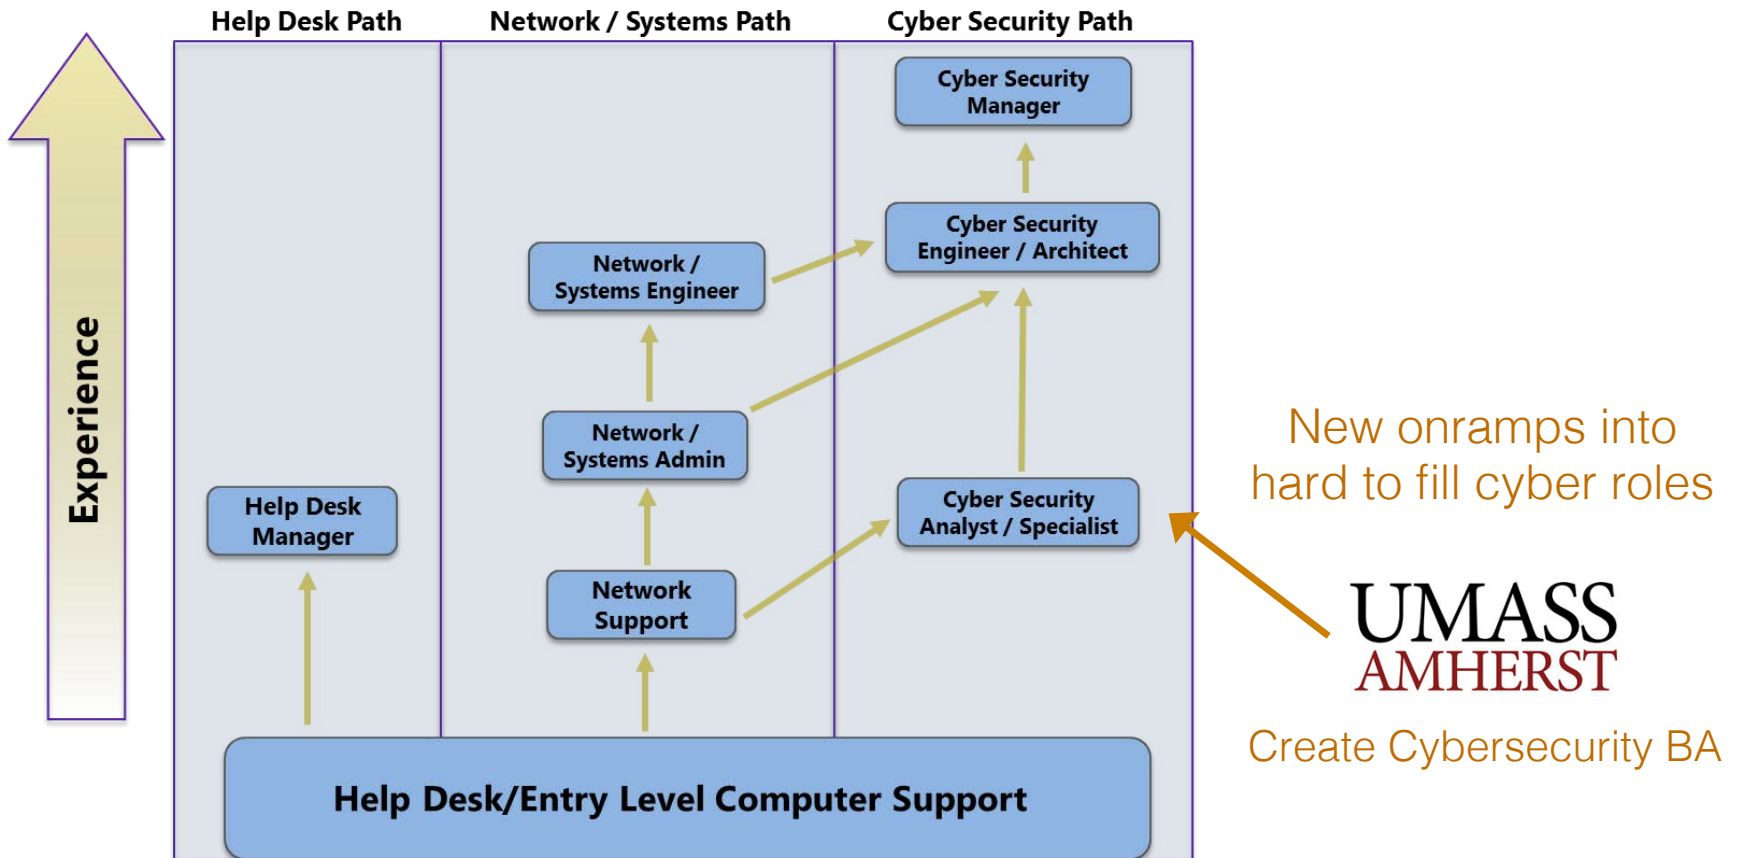 Help Desk Path
Network / Systems Path
Cyber Security Path
Experience
Cyber Security
Manager
Cyber Security
Engineer / Architect
Network /
Systems Engineer
Network /
Systems Admin
Cyber Security
Analyst / Specialist
Help Desk
Manager
Network
Support
Help Desk/Entry Level Computer Support
New onramps into
hard to fill cyber roles
UMASS
AMHERST
Create Cybersecurity BA